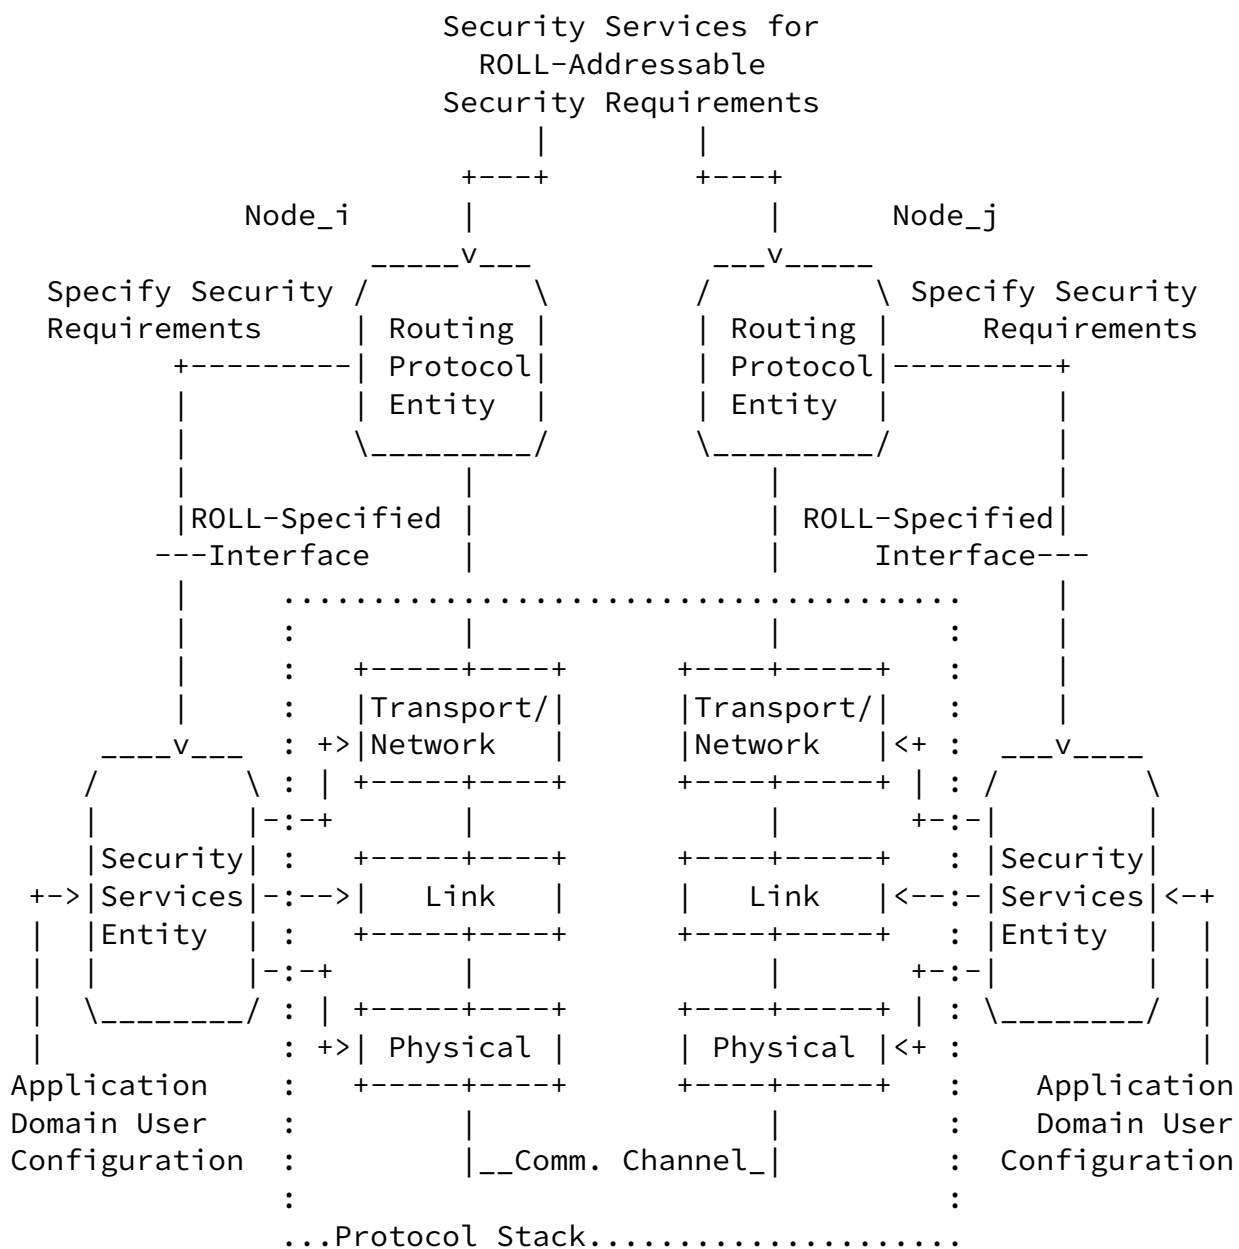 Security Services for
ROLL-Addressable
Security Requirements
Node_i Node_j
Specify Security Specify Security
Requirements Routing Routing Requirements
Protocol Protocol
Entity Entity
ROLL-Specified ROLL-Specified
Interface Interface
Transport/ Transport/
Network Network
Security Security
Services Link Link Services
Entity Entity
Physical Physical
Application Application
Domain User Domain User
Configuration Comm. Channel Configuration
Protocol Stack